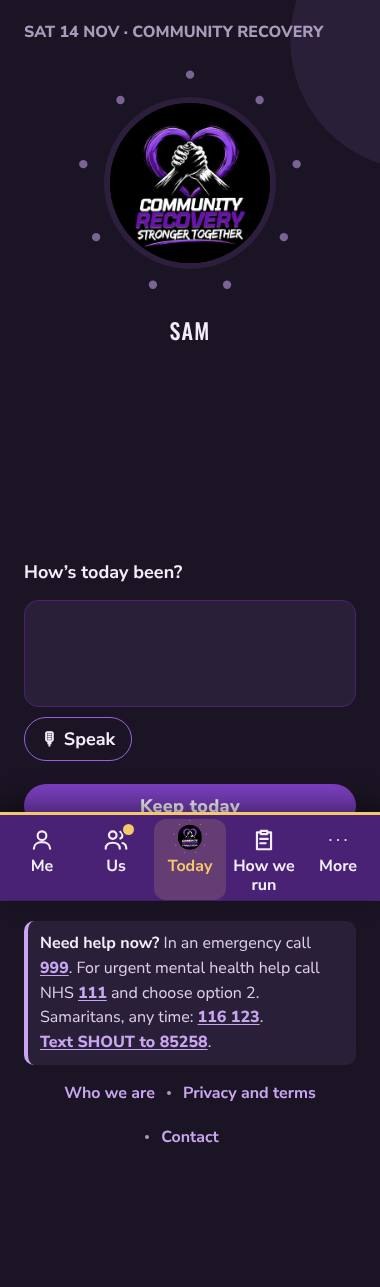 SAT 14 NOV · COMMUNITY RECOVERY
COMMUNITY
RECOVERY
STRONGER TOGETHER
SAM
How’s today been?
Speak
Keep today
Me
Us
Today
How we
run
More
Need help now? In an emergency call
999. For urgent mental health help call
NHS 111 and choose option 2.
Samaritans, any time: 116 123.
Text SHOUT to 85258.
Who we are • Privacy and terms
• Contact